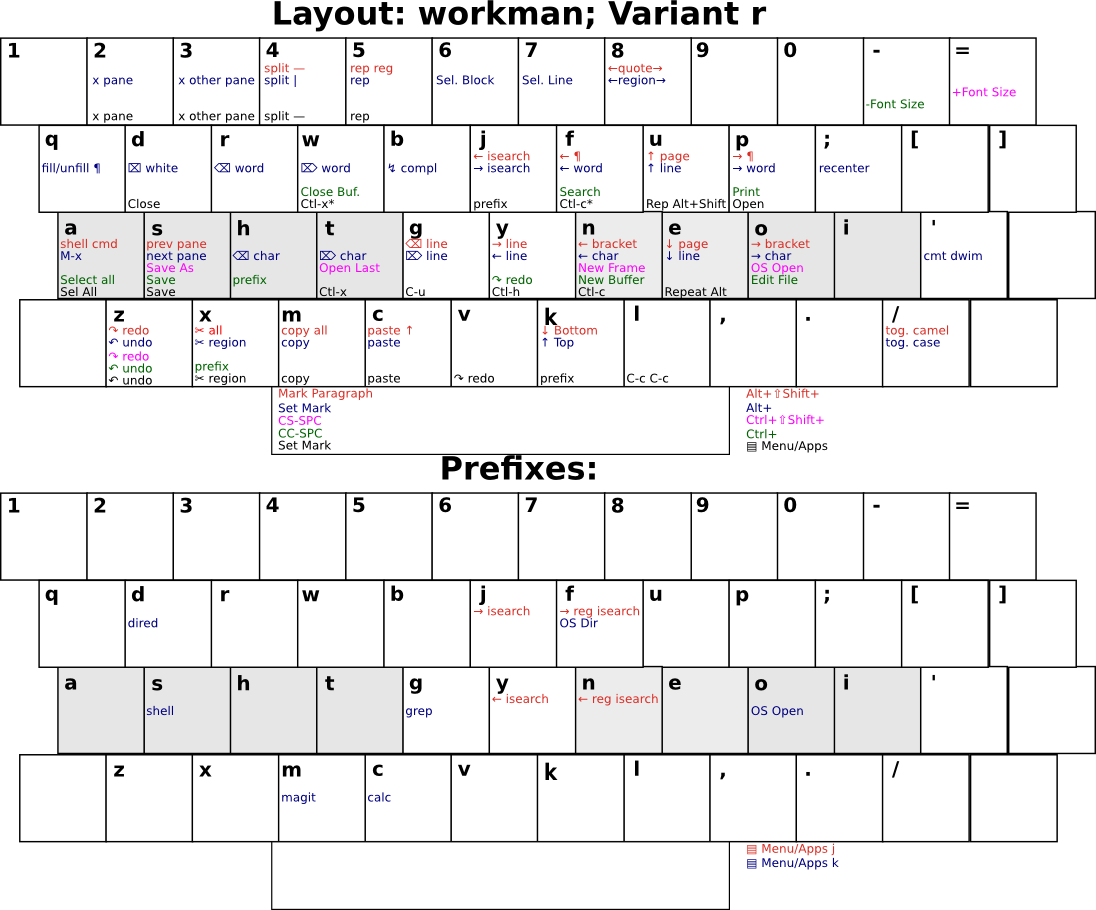 Layout: workman; Variant r
1 2 3 4 5 6 7 8 9 0 - =
split — rep reg ←quote→
x pane x other pane split | rep Sel. Block Sel. Line ←region→
+Font Size
-Font Size
x pane x other pane split — rep
q d r w b j f u p ; [ ]
← isearch ← ¶ ↑ page → ¶
fill/unfill ¶ ⌧ white ⌫ word ⌦ word ↯ compl → isearch ← word ↑ line → word recenter
Close Buf. Search Print
Close Ctl-x* prefix Ctl-c* Rep Alt+Shift Open
a s h t g y n e o i '
shell cmd prev pane ⌫ line → line ← bracket ↓ page → bracket
M-x next pane ⌫ char ⌦ char ⌦ line ← line ← char ↓ line → char cmt dwim
Save As Open Last New Frame OS Open
Select all Save prefix ↷ redo New Buffer Edit File
Sel All Save Ctl-x C-u Ctl-h Ctl-c Repeat Alt
z x m c v k l , . /
↷ redo ✂ all copy all paste ↑ ↓ Bottom tog. camel
↶ undo ✂ region copy paste ↑ Top tog. case
↷ redo
↶ undo prefix
↶ undo ✂ region copy paste ↷ redo prefix C-c C-c
Mark Paragraph Alt+⇧Shift+
Set Mark Alt+
CS-SPC Ctrl+⇧Shift+
CC-SPC Ctrl+
Set Mark ▤ Menu/Apps
Prefixes:
1 2 3 4 5 6 7 8 9 0 - =
q d r w b j f u p ; [ ]
→ isearch → reg isearch
dired OS Dir
a s h t g y n e o i '
← isearch ← reg isearch
shell grep OS Open
z x m c v k l , . /
magit calc
▤ Menu/Apps j
▤ Menu/Apps k